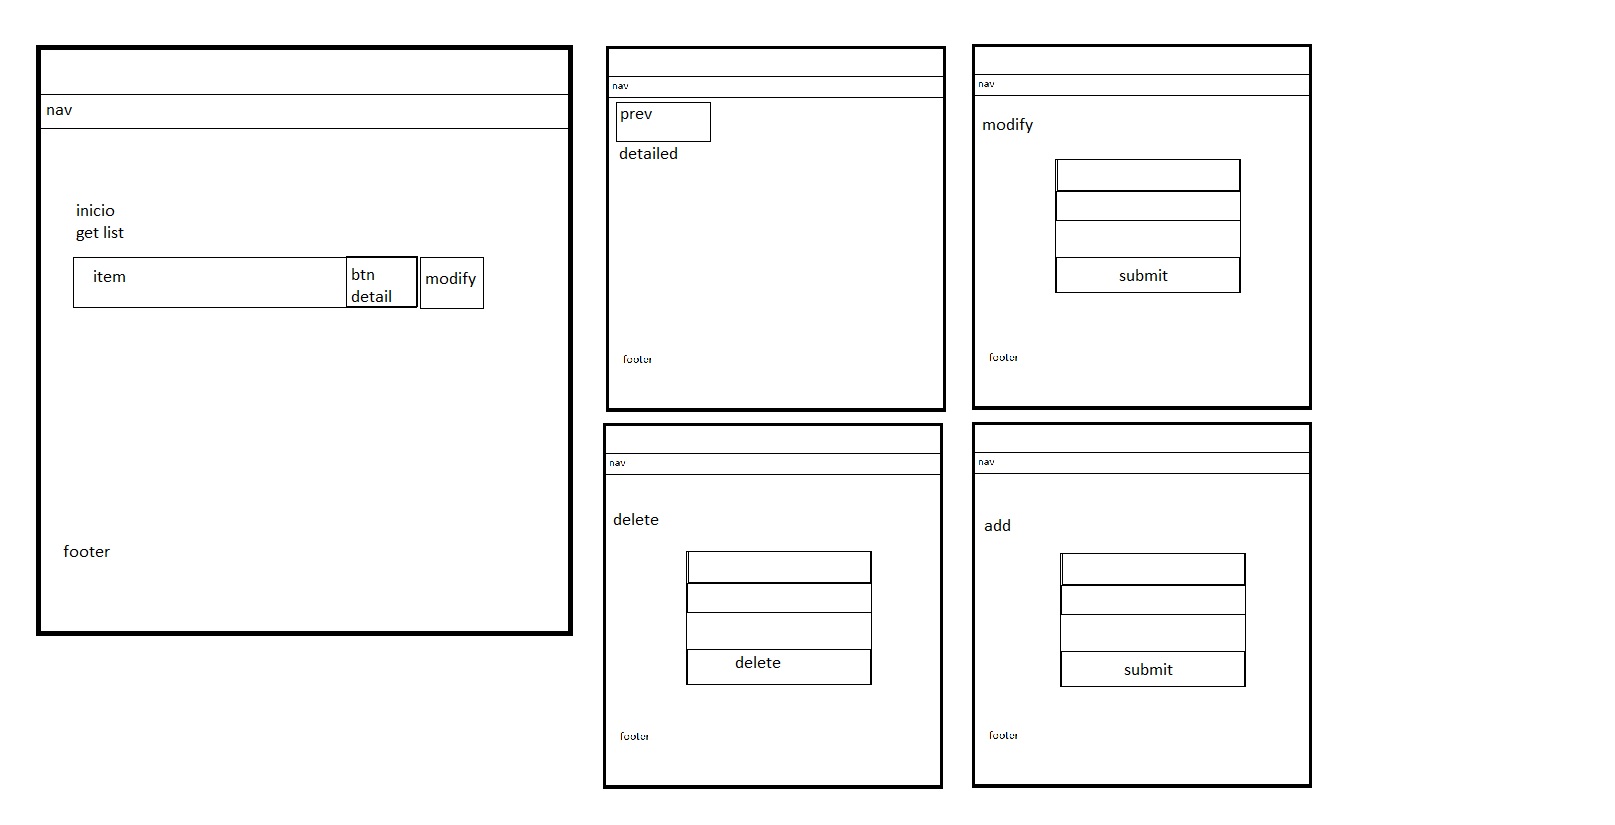 nav
inicio
get list
item
btn
detail
modify
footer
nav
prev
detailed
footer
nav
modify
submit
footer
nav
delete
delete
footer
nav
add
submit
footer